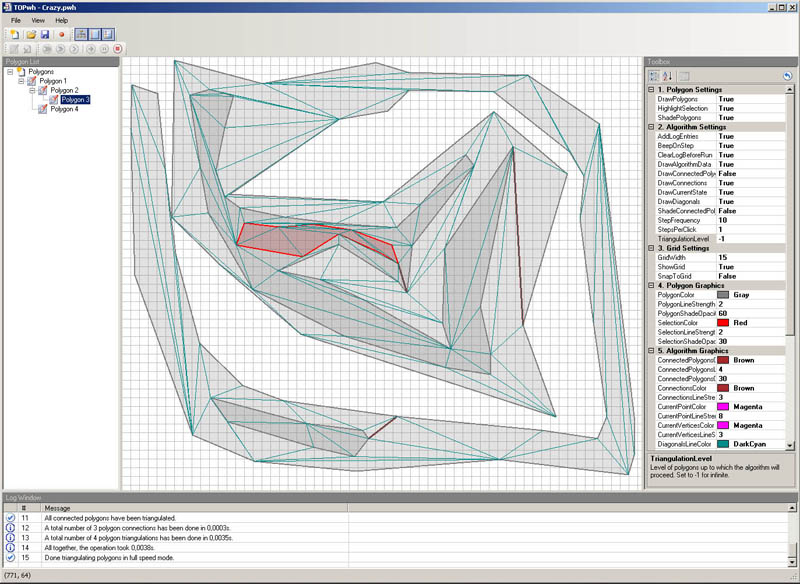 TOPwh - Crazy.pwh
File View Help
Polygon List
Polygons
Polygon 1
Polygon 2
Polygon 3
Polygon 4
Toolbox
1. Polygon Settings
DrawPolygons True
HighlightSelection True
ShadePolygons True
2. Algorithm Settings
AddLogEntries True
BeepOnStep True
ClearLogBeforeRun True
DrawAlgorithmData True
DrawConnectedPoly False
DrawConnections True
DrawCurrentState True
DrawDiagonals True
ShadeConnectedPol False
StepFrequency 10
StepsPerClick 1
TriangulationLevel -1
3. Grid Settings
GridWidth 15
ShowGrid True
SnapToGrid False
4. Polygon Graphics
PolygonColor Gray
PolygonLineStrength 2
PolygonShadeOpaci 60
SelectionColor Red
SelectionLineStrengt 2
SelectionShadeOpac 30
5. Algorithm Graphics
ConnectedPolygonsC Brown
ConnectedPolygonsL 4
ConnectedPolygonsS 30
ConnectionsColor Brown
ConnectionsLineStre 3
CurrentPointColor Magenta
CurrentPointLineStre 8
CurrentVerticesColor Magenta
CurrentVerticesLineS 3
DiagonalsLineColor DarkCyan
TriangulationLevel
Level of polygons up to which the algorithm will
proceed. Set to -1 for infinite.
Log Window
# Message
11 All connected polygons have been triangulated.
12 A total number of 3 polygon connections has been done in 0,0003s.
13 A total number of 4 polygon triangulations has been done in 0,0035s.
14 All together, the operation took 0,0038s.
15 Done triangulating polygons in full speed mode.
(771, 64)